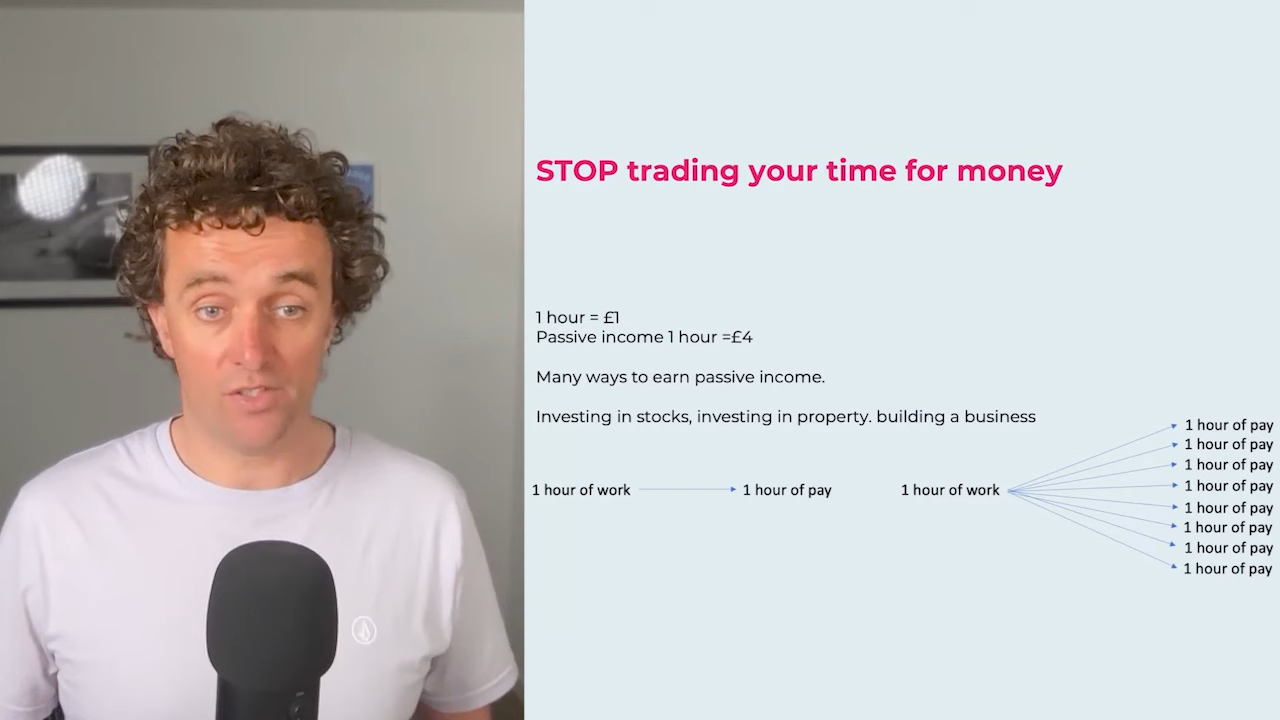 STOP trading your time for money
1 hour = £1
Passive income 1 hour =£4
Many ways to earn passive income.
Investing in stocks, investing in property. building a business
1 hour of work
1 hour of pay
1 hour of work
1 hour of pay
1 hour of pay
1 hour of pay
1 hour of pay
1 hour of pay
1 hour of pay
1 hour of pay
1 hour of pay